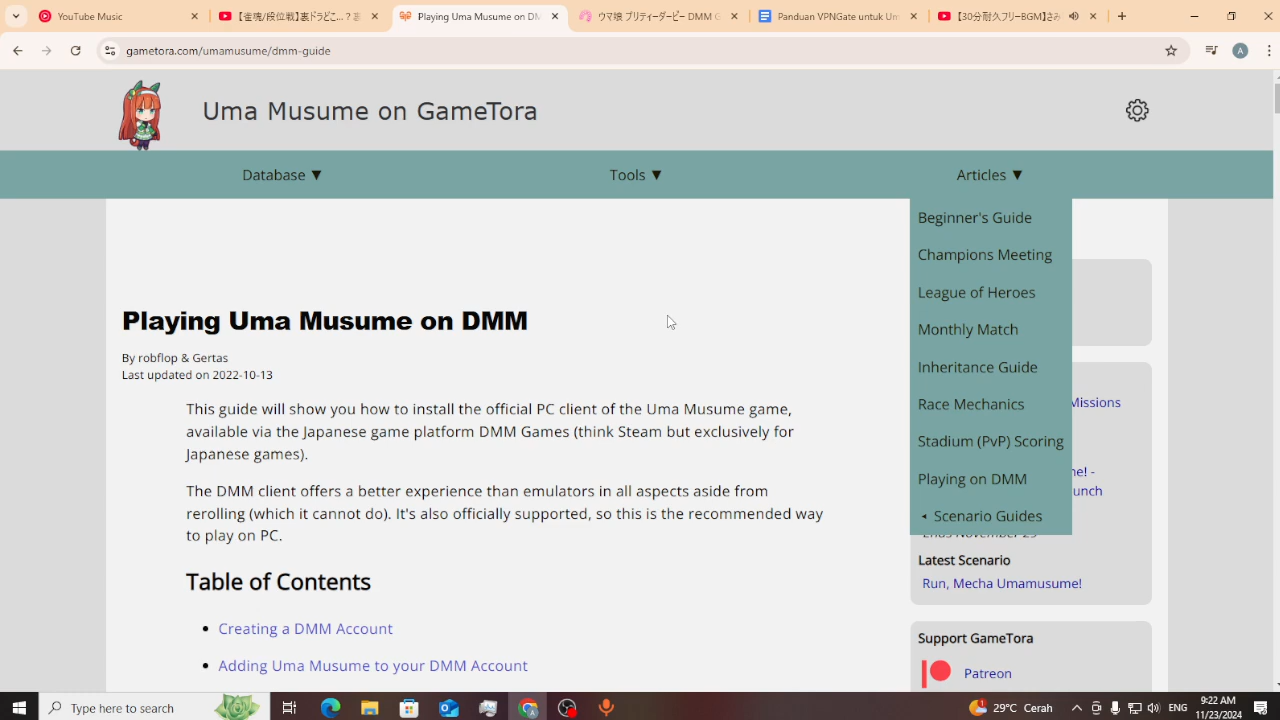 YouTube Music
【雀魂/段位戦】裏ドラどこ...？裏
Playing Uma Musume on DM
ウマ娘 プリティーダービー DMM G
Panduan VPNGate untuk Un
【30分耐久フリーBGM】さみ
gametora.com/umamusume/dmm-guide
A
Uma Musume on GameTora
Database ▼
Tools ▼
Articles ▼
Beginner's Guide
Champions Meeting
League of Heroes
Monthly Match
Inheritance Guide
Race Mechanics
Stadium (PvP) Scoring
Playing on DMM
◂ Scenario Guides
Playing Uma Musume on DMM
By robflop & Gertas
Last updated on 2022-10-13
This guide will show you how to install the official PC client of the Uma Musume game,
available via the Japanese game platform DMM Games (think Steam but exclusively for
Japanese games).
The DMM client offers a better experience than emulators in all aspects aside from
rerolling (which it cannot do). It's also officially supported, so this is the recommended way
to play on PC.
Table of Contents
• Creating a DMM Account
• Adding Uma Musume to your DMM Account
Missions
me! -
unch
Latest Scenario
Run, Mecha Umamusume!
Support GameTora
Patreon
Type here to search
29°C Cerah
ENG
9:22 AM
11/23/2024